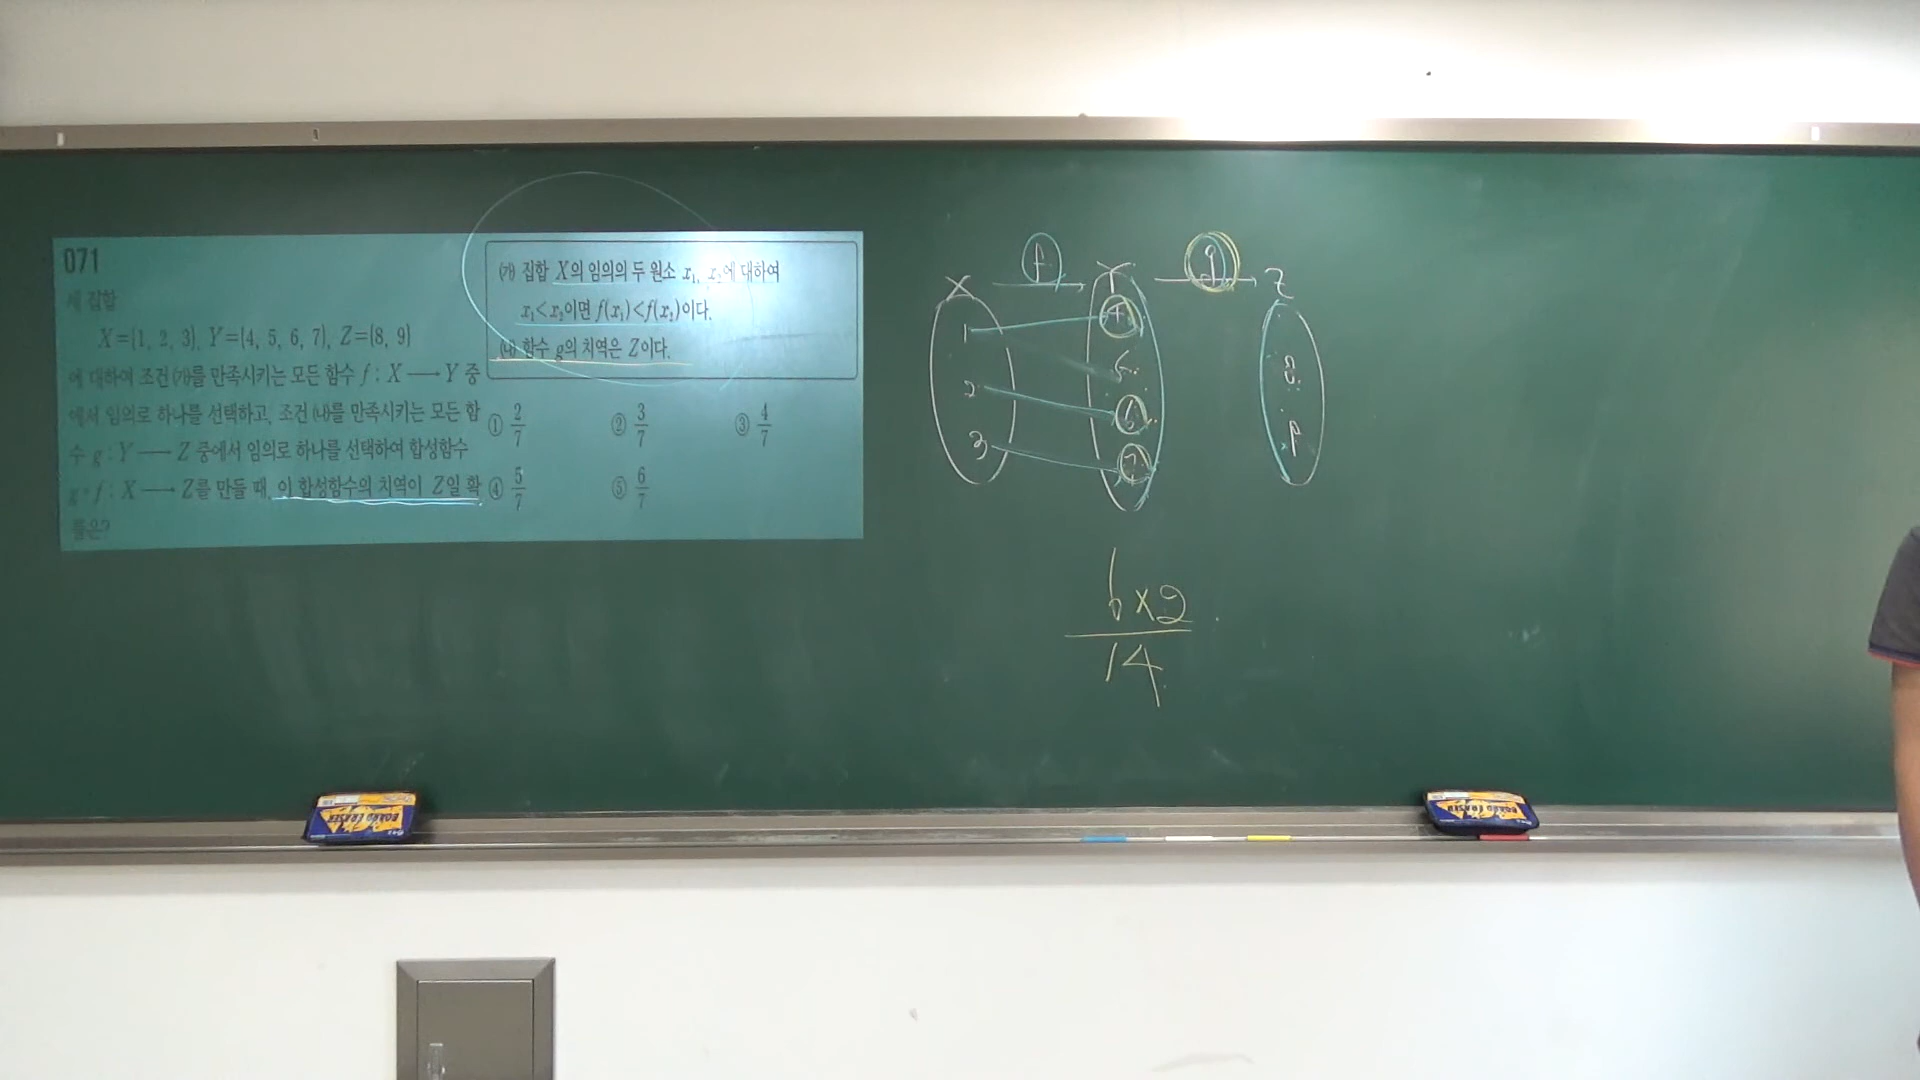 071
세 집합
X={1, 2, 3}, Y={4, 5, 6, 7}, Z={8, 9}
에 대하여 조건 ㈎를 만족시키는 모든 함수 f : X ⟶ Y 중
에서 임의로 하나를 선택하고, 조건 ㈏를 만족시키는 모든 함
수 g : Y ⟶ Z 중에서 임의로 하나를 선택하여 합성함수
g∘f : X ⟶ Z를 만들 때, 이 합성함수의 치역이 Z일 확
률은?
㈎ 집합 X의 임의의 두 원소 x₁, x₂에 대하여
x₁<x₂이면 f(x₁)<f(x₂)이다.
㈏ 함수 g의 치역은 Z이다.
① 2/7 ② 3/7 ③ 4/7
④ 5/7 ⑤ 6/7
X f Y g Z
1 4
5 8
2 6
3 7 9
6×2
14
BOARD ERASER
BOARD ERASER